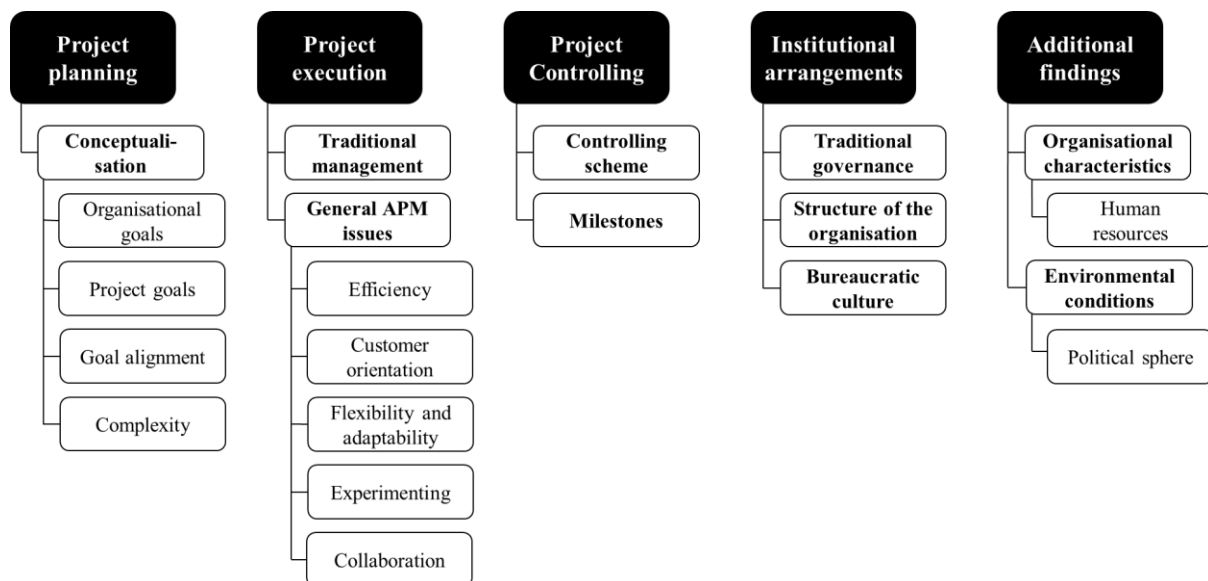 Project
planning
Conceptuali-
sation
Organisational
goals
Project goals
Goal alignment
Complexity
Project
execution
Traditional
management
General APM
issues
Efficiency
Customer
orientation
Flexibility and
adaptability
Experimenting
Collaboration
Project
Controlling
Controlling
scheme
Milestones
Institutional
arrangements
Traditional
governance
Structure of the
organisation
Bureaucratic
culture
Additional
findings
Organisational
characteristics
Human
resources
Environmental
conditions
Political sphere